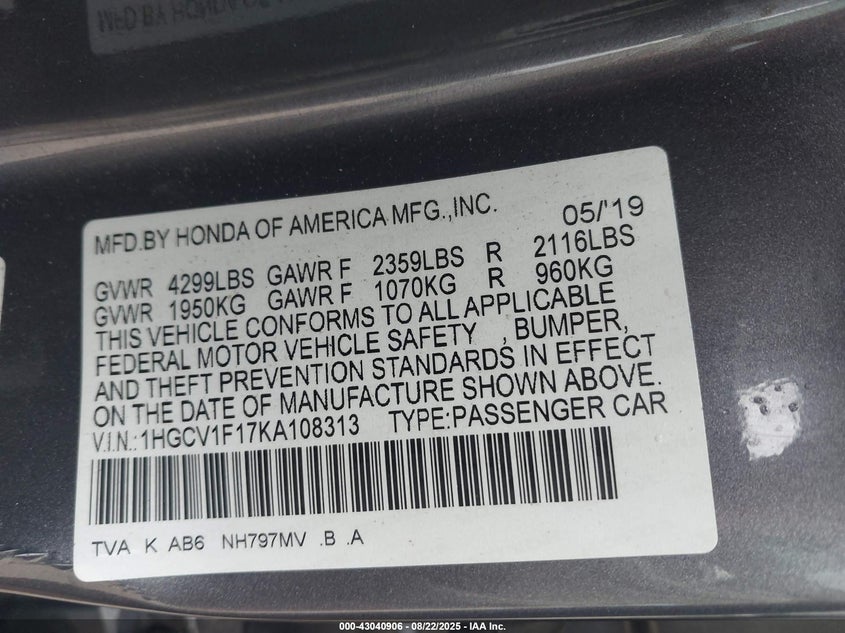 MFD.BY HONDA OF AMERICA MFG.,INC. 05/'19
GVWR 4299LBS GAWR F 2359LBS R 2116LBS
GVWR 1950KG GAWR F 1070KG R 960KG
THIS VEHICLE CONFORMS TO ALL APPLICABLE
FEDERAL MOTOR VEHICLE SAFETY , BUMPER,
AND THEFT PREVENTION STANDARDS IN EFFECT
ON THE DATE OF MANUFACTURE SHOWN ABOVE.
V.I.N.:1HGCV1F17KA108313 TYPE:PASSENGER CAR
TVA K AB6 NH797MV .B .A
000-43040906 - 08/22/2025 - IAA Inc.